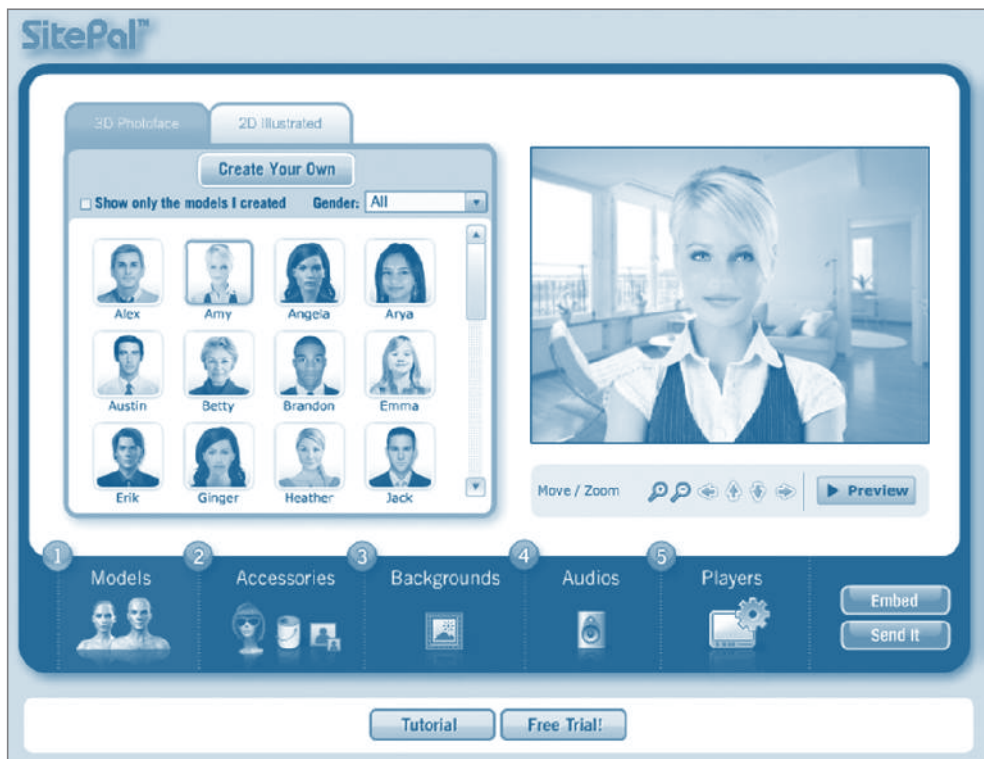 SitePal™
3D Photoface
2D Illustrated
Create Your Own
Show only the models I created
Gender: All
Alex
Amy
Angela
Arya
Austin
Betty
Brandon
Emma
Erik
Ginger
Heather
Jack
Move / Zoom
Preview
1
Models
2
Accessories
3
Backgrounds
4
Audios
5
Players
Embed
Send It
Tutorial
Free Trial!